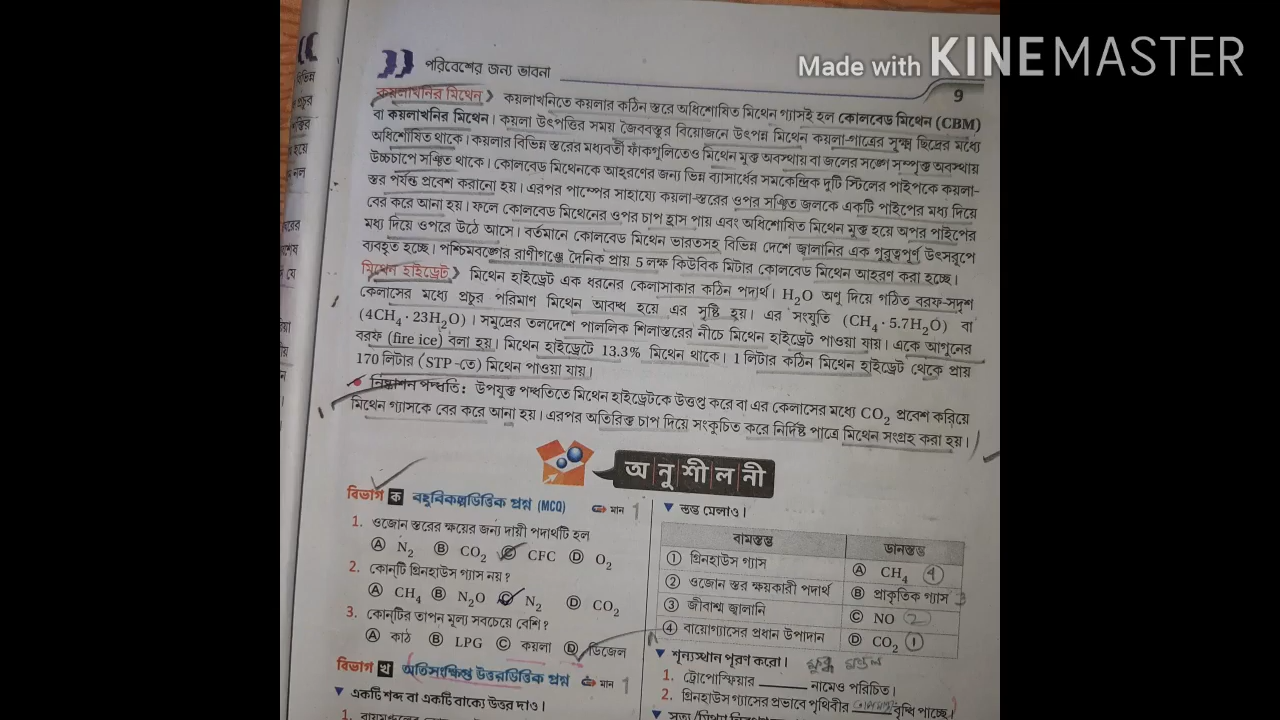 Made with KINEMASTER
পরিবেশের জন্য ভাবনা
9
কয়লাখনির মিথেন › কয়লাখনিতে কয়লার কঠিন স্তরে অধিশোষিত মিথেন গ্যাসই হল কোলবেড মিথেন (CBM)
বা কয়লাখনির মিথেন। কয়লা উৎপত্তির সময় জৈববস্তুর বিয়োজনে উৎপন্ন মিথেন কয়লা-গাত্রের সূক্ষ্ম ছিদ্রের মধ্যে
অধিশোষিত থাকে। কয়লার বিভিন্ন স্তরের মধ্যবর্তী ফাঁকগুলিতেও মিথেন মুক্ত অবস্থায় বা জলের সঙ্গে সম্পৃক্ত অবস্থায়
উচ্চচাপে সঞ্চিত থাকে। কোলবেড মিথেনকে আহরণের জন্য ভিন্ন ব্যাসার্ধের সমকেন্দ্রিক দুটি স্টিলের পাইপকে কয়লা-
স্তর পর্যন্ত প্রবেশ করানো হয়। এরপর পাম্পের সাহায্যে কয়লা-স্তরের ওপর সঞ্চিত জলকে একটি পাইপের মধ্য দিয়ে
বের করে আনা হয়। ফলে কোলবেড মিথেনের ওপর চাপ হ্রাস পায় এবং অধিশোষিত মিথেন মুক্ত হয়ে অপর পাইপের
মধ্য দিয়ে ওপরে উঠে আসে। বর্তমানে কোলবেড মিথেন ভারতসহ বিভিন্ন দেশে জ্বালানির এক গুরুত্বপূর্ণ উৎসরূপে
ব্যবহৃত হচ্ছে। পশ্চিমবঙ্গের রাণীগঞ্জে দৈনিক প্রায় 5 লক্ষ কিউবিক মিটার কোলবেড মিথেন আহরণ করা হচ্ছে।
মিথেন হাইড্রেট › মিথেন হাইড্রেট এক ধরনের কেলাসাকার কঠিন পদার্থ। H₂O অণু দিয়ে গঠিত বরফ-সদৃশ
কেলাসের মধ্যে প্রচুর পরিমাণ মিথেন আবদ্ধ হয়ে এর সৃষ্টি হয়। এর সংযুতি (CH₄ · 5.7H₂O) বা
(4CH₄ · 23H₂O)। সমুদ্রের তলদেশে পাললিক শিলাস্তরের নীচে মিথেন হাইড্রেট পাওয়া যায়। একে আগুনের
বরফ (fire ice) বলা হয়। মিথেন হাইড্রেটে 13.3% মিথেন থাকে। 1 লিটার কঠিন মিথেন হাইড্রেট থেকে প্রায়
170 লিটার (STP-তে) মিথেন পাওয়া যায়।
• নিষ্কাশন পদ্ধতি: উপযুক্ত পদ্ধতিতে মিথেন হাইড্রেটকে উত্তপ্ত করে বা এর কেলাসের মধ্যে CO₂ প্রবেশ করিয়ে
মিথেন গ্যাসকে বের করে আনা হয়। এরপর অতিরিক্ত চাপ দিয়ে সংকুচিত করে নির্দিষ্ট পাত্রে মিথেন সংগ্রহ করা হয়।
অনুশীলনী
বিভাগ ক বহুবিকল্পভিত্তিক প্রশ্ন (MCQ) মান 1
1. ওজোন স্তরের ক্ষয়ের জন্য দায়ী পদার্থটি হল
Ⓐ N₂ Ⓑ CO₂ Ⓒ CFC Ⓓ O₂
2. কোন্‌টি গ্রিনহাউস গ্যাস নয়?
Ⓐ CH₄ Ⓑ N₂O Ⓒ N₂ Ⓓ CO₂
3. কোন্‌টির তাপন মূল্য সবচেয়ে বেশি?
Ⓐ কাঠ Ⓑ LPG Ⓒ কয়লা Ⓓ ডিজেল
বিভাগ খ অতিসংক্ষিপ্ত উত্তরভিত্তিক প্রশ্ন মান 1
▼ একটি শব্দ বা একটি বাক্যে উত্তর দাও।
▼ স্তম্ভ মেলাও।
বামস্তম্ভ ডানস্তম্ভ
① গ্রিনহাউস গ্যাস Ⓐ CH₄ ④
② ওজোন স্তর ক্ষয়কারী পদার্থ Ⓑ প্রাকৃতিক গ্যাস 3
③ জীবাশ্ম জ্বালানি Ⓒ NO ②
④ বায়োগ্যাসের প্রধান উপাদান Ⓓ CO₂ ①
▼ শূন্যস্থান পূরণ করো।
1. ট্রোপোস্ফিয়ার ______ নামেও পরিচিত।
2. গ্রিনহাউস গ্যাসের প্রভাবে পৃথিবীর ______ বৃদ্ধি পাচ্ছে।